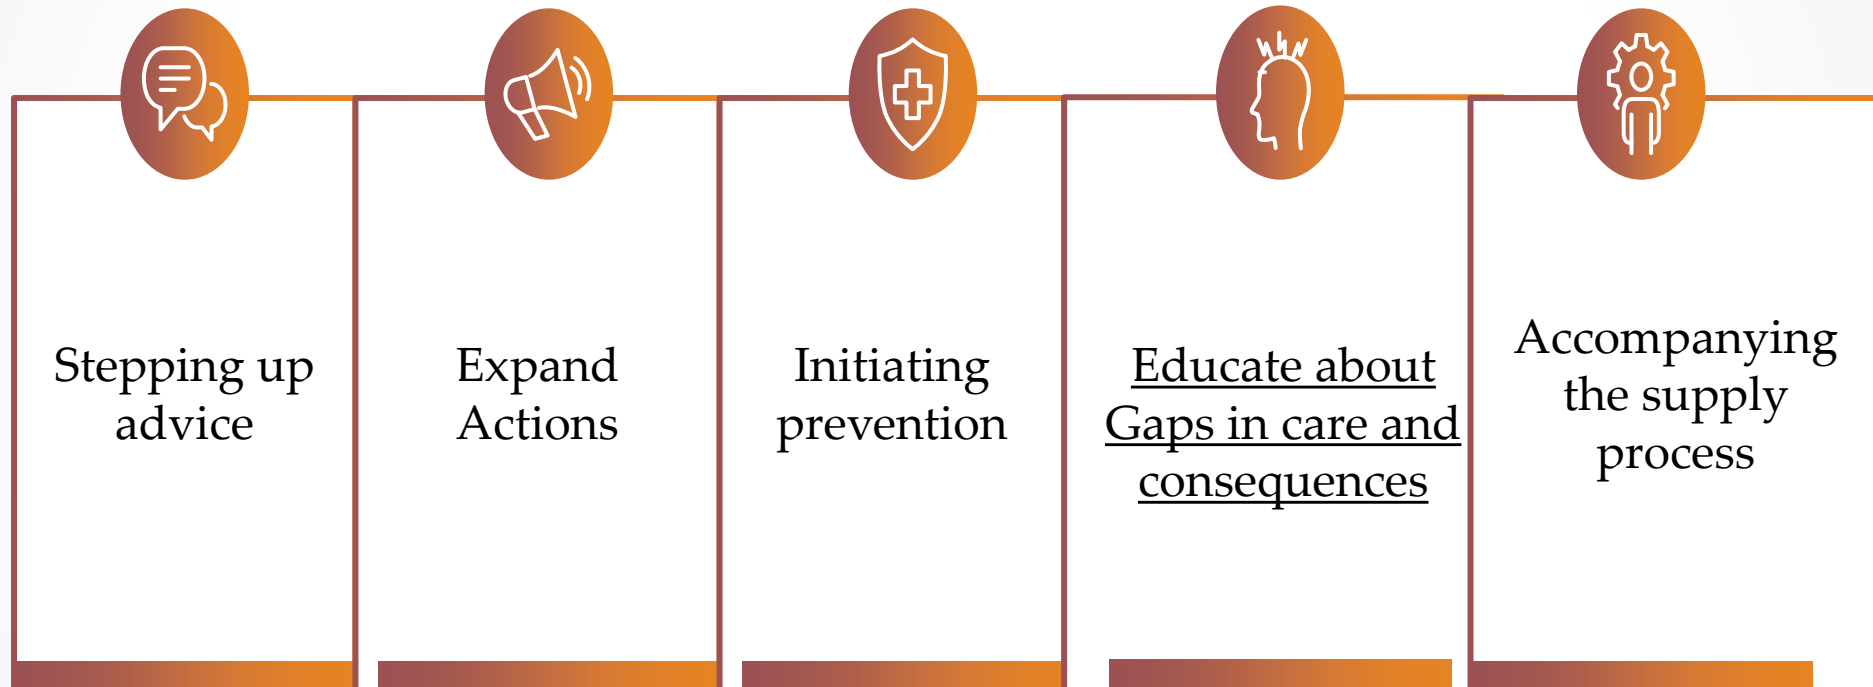 Stepping up
advice
Expand
Actions
Initiating
prevention
Educate about
Gaps in care and
consequences
Accompanying
the supply
process